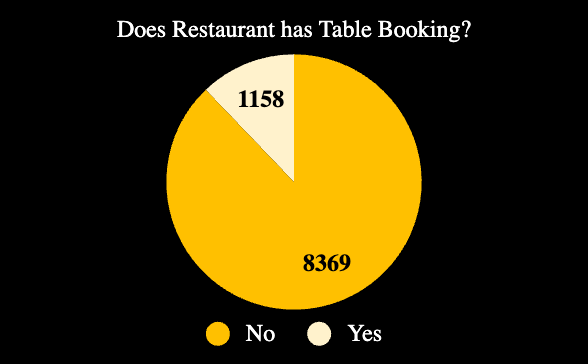 Does Restaurant has Table Booking?
1158
8369
No Yes